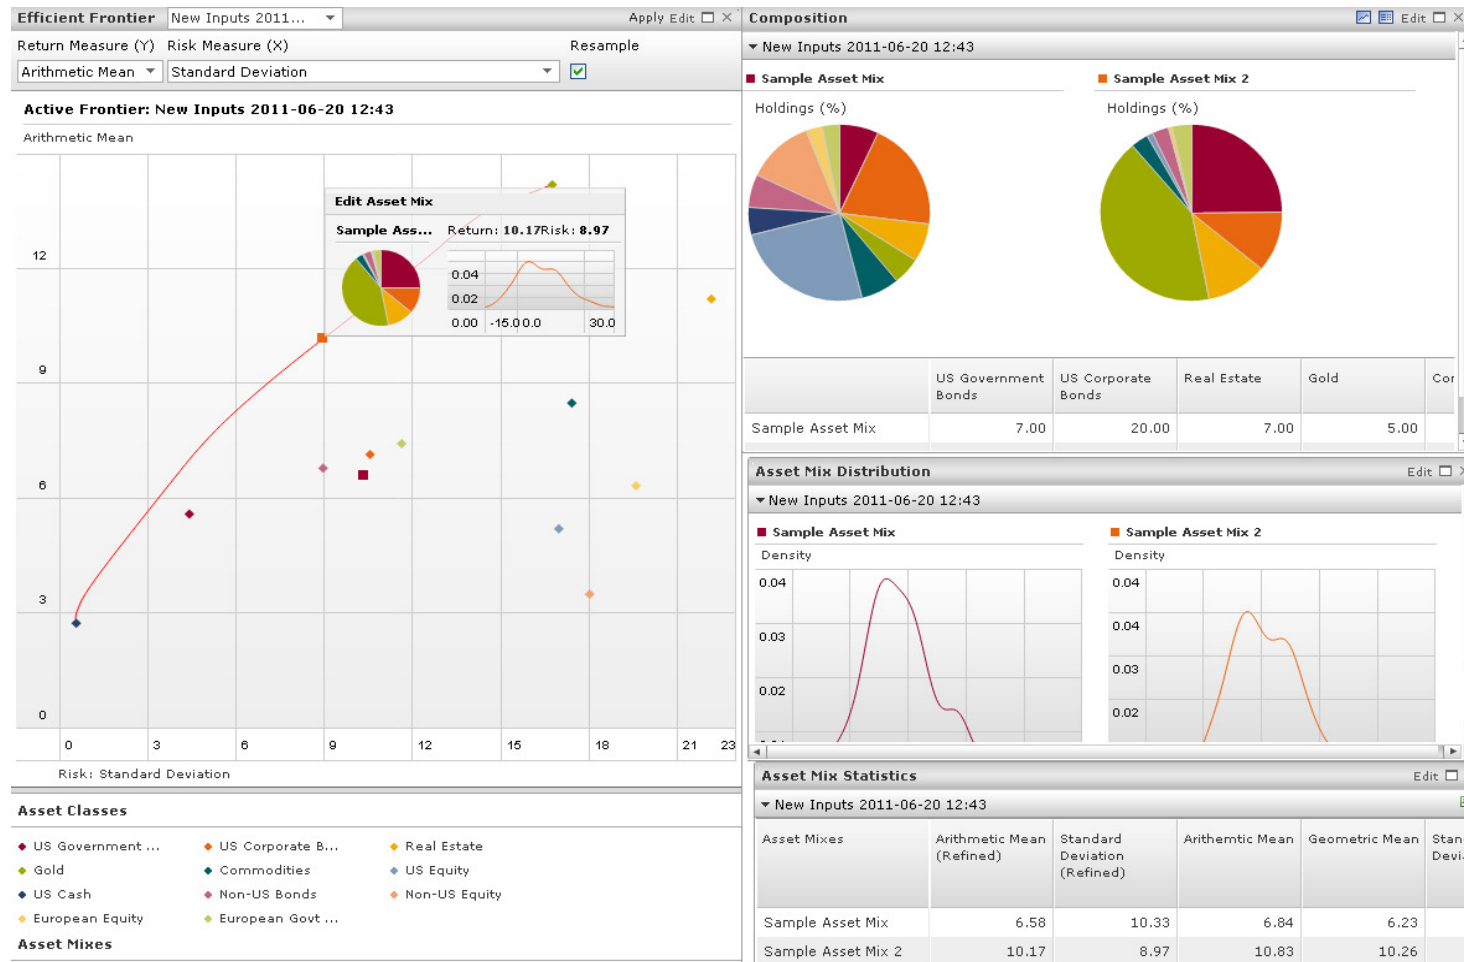 Efficient Frontier New Inputs 2011... Apply Edit
Return Measure (Y) Risk Measure (X) Resample
Arithmetic Mean Standard Deviation
Active Frontier: New Inputs 2011-06-20 12:43
Arithmetic Mean
12
9
6
3
0
0 3 6 9 12 15 18 21 23
Risk: Standard Deviation
Edit Asset Mix
Sample Ass... Return: 10.17Risk: 8.97
0.04
0.02
0.00 -15.00.0 30.0
Asset Classes
US Government ... US Corporate B... Real Estate
Gold Commodities US Equity
US Cash Non-US Bonds Non-US Equity
European Equity European Govt ...
Asset Mixes
Composition Edit
New Inputs 2011-06-20 12:43
Sample Asset Mix Sample Asset Mix 2
Holdings (%) Holdings (%)
US Government US Corporate Real Estate Gold Cor
Bonds Bonds
Sample Asset Mix 7.00 20.00 7.00 5.00
Asset Mix Distribution Edit
New Inputs 2011-06-20 12:43
Sample Asset Mix Sample Asset Mix 2
Density Density
0.04 0.04
0.03 0.04
0.02 0.03
0.02
Asset Mix Statistics Edit
New Inputs 2011-06-20 12:43
Asset Mixes Arithmetic Mean Standard Arithemtic Mean Geometric Mean Stan
(Refined) Deviation Devi
(Refined)
Sample Asset Mix 6.58 10.33 6.84 6.23
Sample Asset Mix 2 10.17 8.97 10.83 10.26